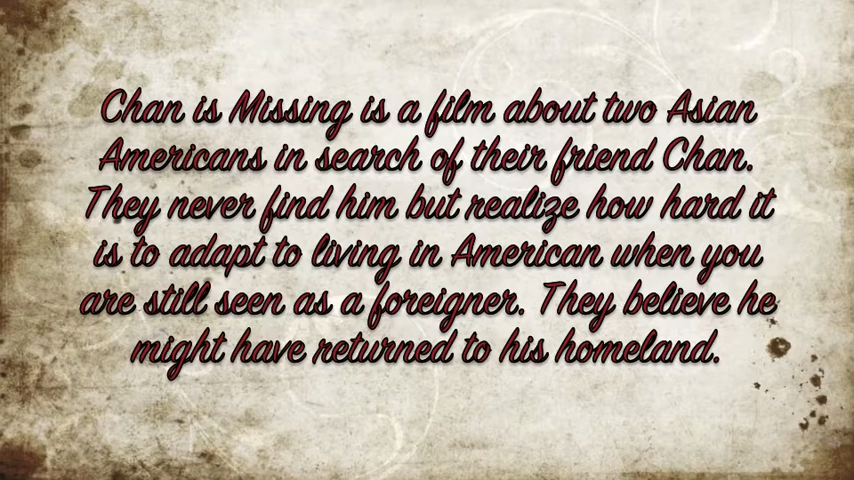 Chan is Missing is a film about two Asian
Americans in search of their friend Chan.
They never find him but realize how hard it
is to adapt to living in American when you
are still seen as a foreigner. They believe he
might have returned to his homeland.